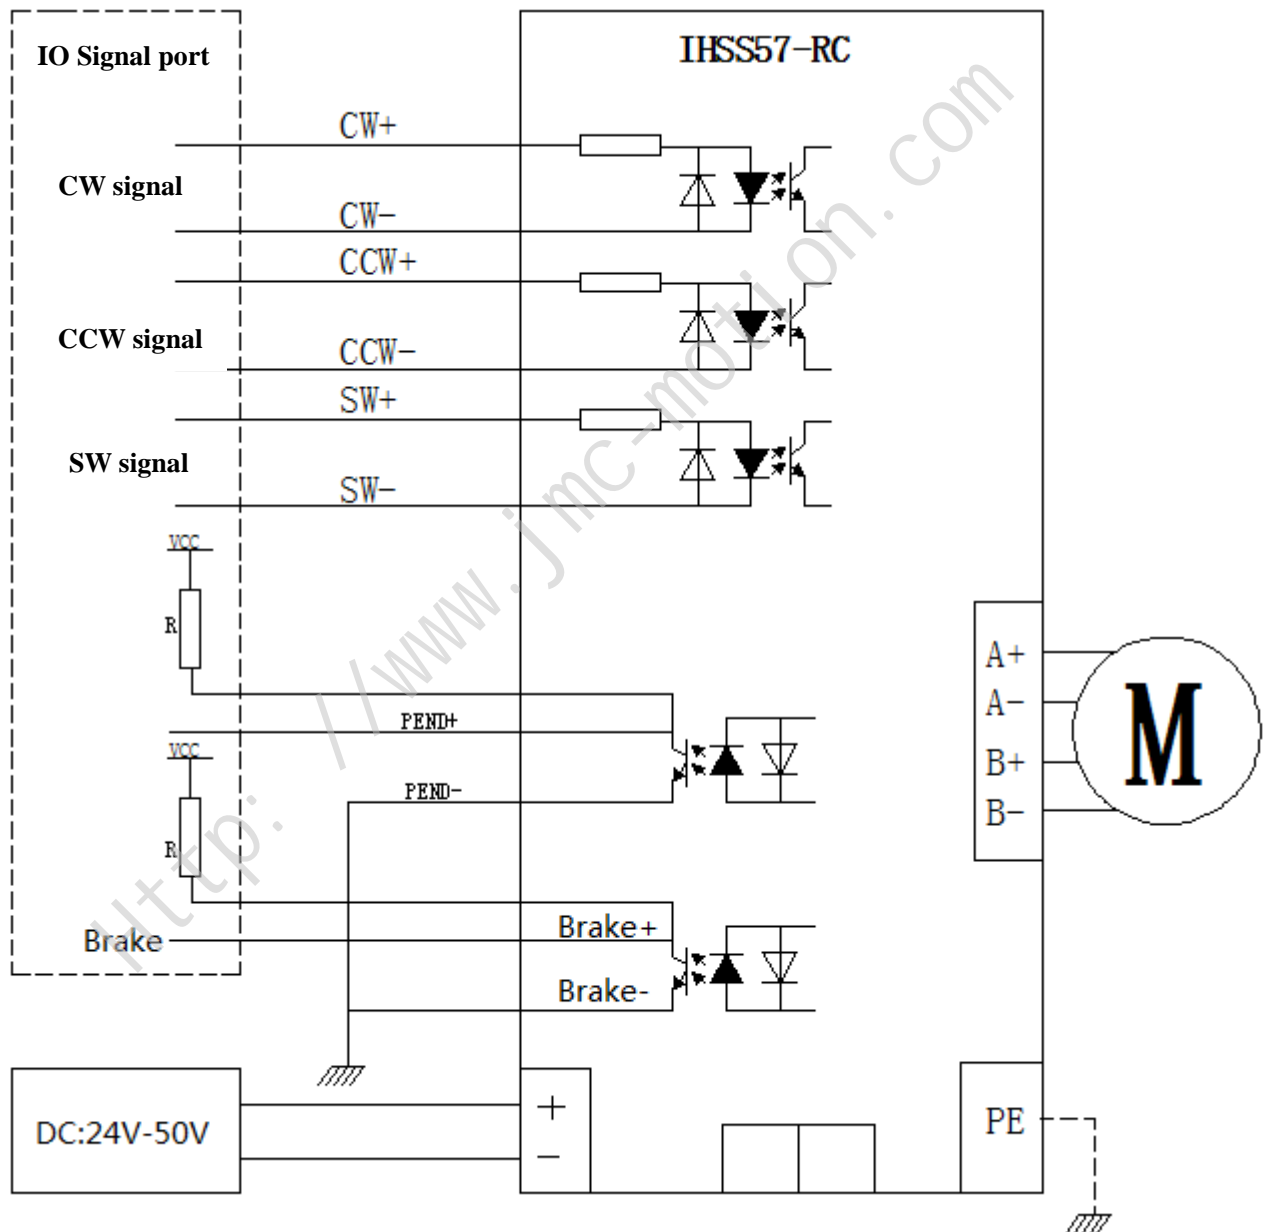 IO Signal port
IHSS57-RC
CW+
CW signal
CW-
CCW+
CCW signal
CCW-
SW+
SW signal
SW-
VCC
R
PEND+
VCC
PEND-
R
Brake
Brake+
Brake-
A+
A-
B+
B-
M
DC:24V-50V
+
-
PE
Http://www.jmc-motion.com